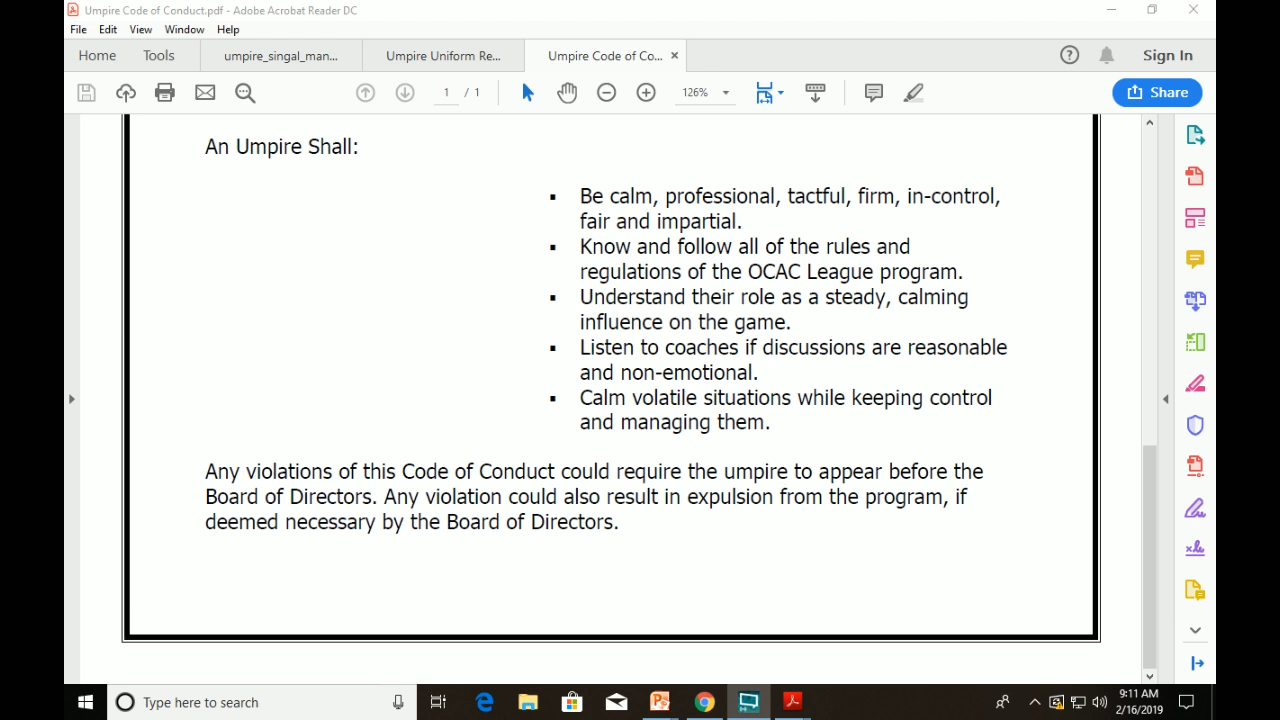 Umpire Code of Conduct.pdf - Adobe Acrobat Reader DC
File Edit View Window Help
Home Tools umpire_singal_man... Umpire Uniform Re... Umpire Code of Co... × Sign In
1 / 1 126% Share
An Umpire Shall:
▪ Be calm, professional, tactful, firm, in-control,
fair and impartial.
▪ Know and follow all of the rules and
regulations of the OCAC League program.
▪ Understand their role as a steady, calming
influence on the game.
▪ Listen to coaches if discussions are reasonable
and non-emotional.
▪ Calm volatile situations while keeping control
and managing them.
Any violations of this Code of Conduct could require the umpire to appear before the
Board of Directors. Any violation could also result in expulsion from the program, if
deemed necessary by the Board of Directors.
Type here to search
9:11 AM
2/16/2019